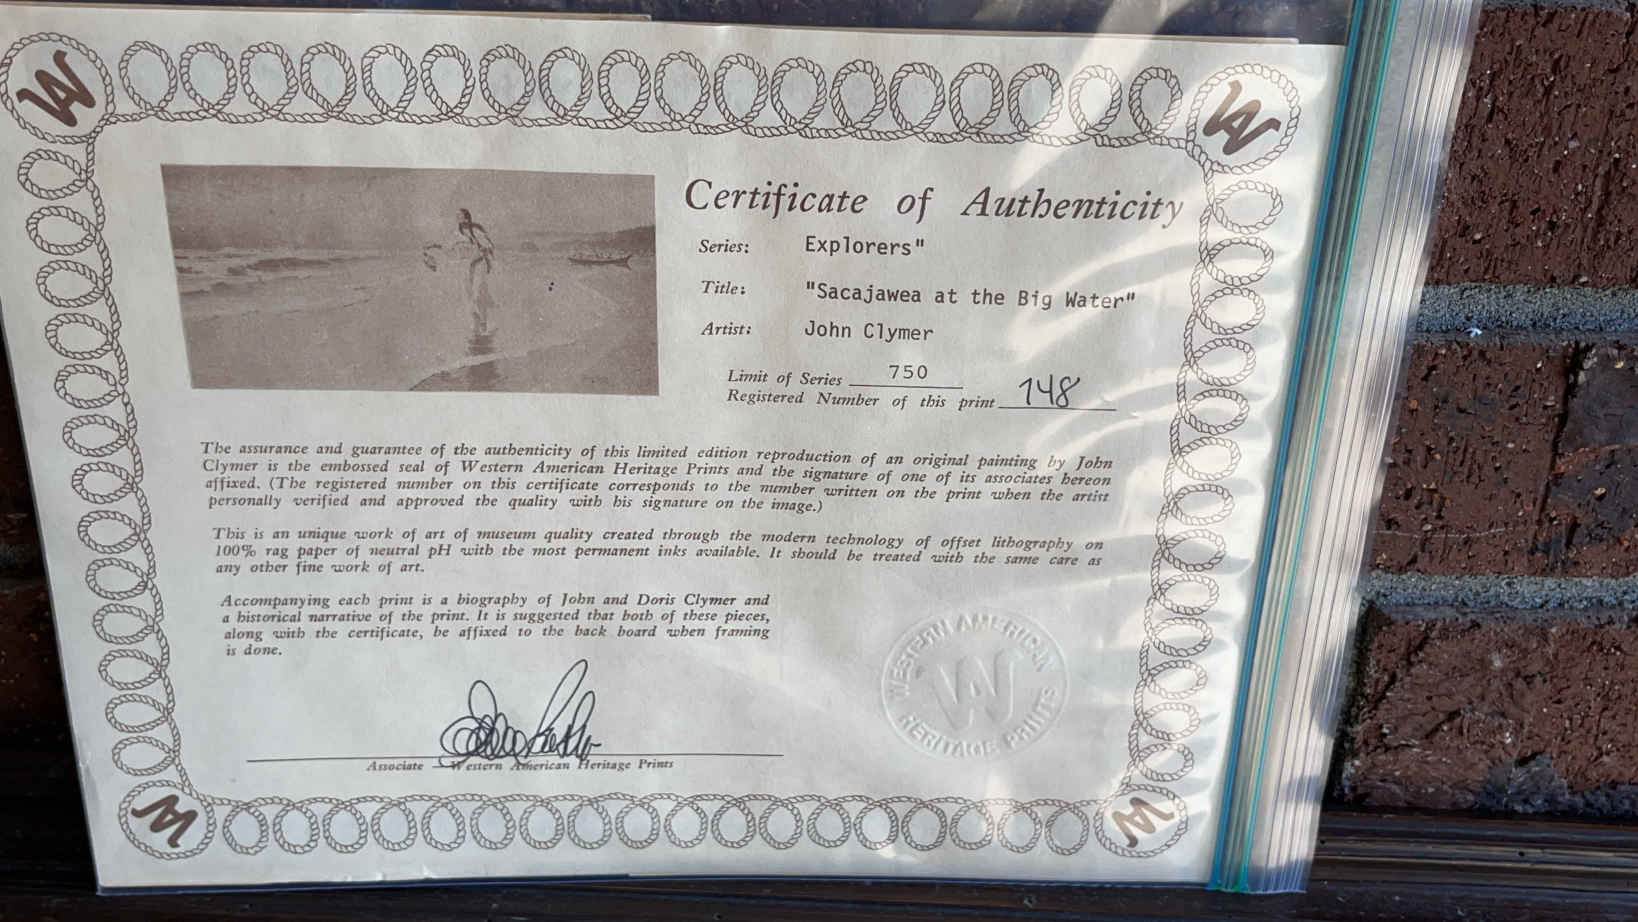 Certificate of Authenticity
Series: Explorers"
Title: "Sacajawea at the Big Water"
Artist: John Clymer
Limit of Series 750
Registered Number of this print 148
The assurance and guarantee of the authenticity of this limited edition reproduction of an original painting by John
Clymer is the embossed seal of Western American Heritage Prints and the signature of one of its associates hereon
affixed. (The registered number on this certificate corresponds to the number written on the print when the artist
personally verified and approved the quality with his signature on the image.)
This is an unique work of art of museum quality created through the modern technology of offset lithography on
100% rag paper of neutral pH with the most permanent inks available. It should be treated with the same care as
any other fine work of art.
Accompanying each print is a biography of John and Doris Clymer and
a historical narrative of the print. It is suggested that both of these pieces,
along with the certificate, be affixed to the back board when framing
is done.
WESTERN AMERICAN
HERITAGE PRINTS
Associate — Western American Heritage Prints